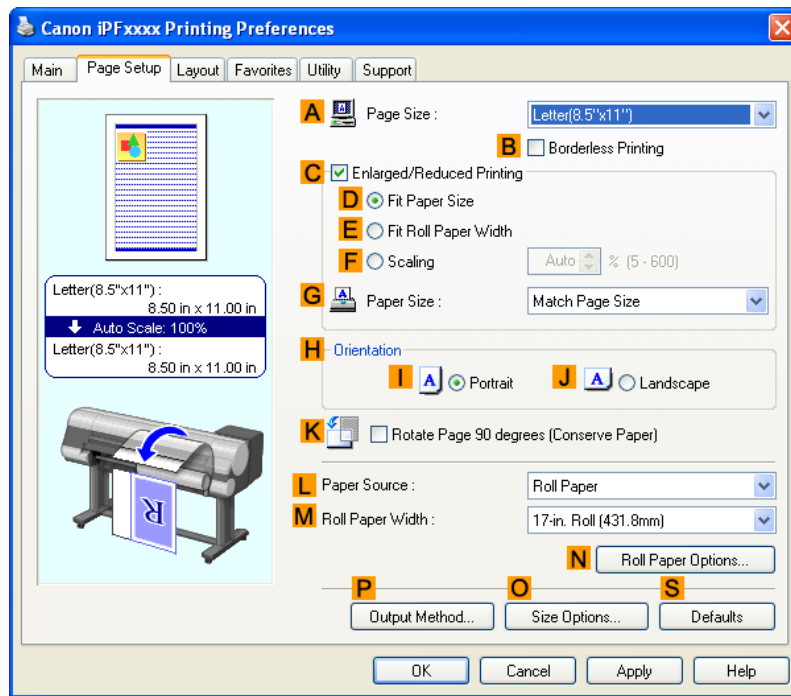 Canon iPFxxxx Printing Preferences
Main Page Setup Layout Favorites Utility Support
A Page Size : Letter(8.5"x11")
B Borderless Printing
C Enlarged/Reduced Printing
D Fit Paper Size
E Fit Roll Paper Width
F Scaling Auto % (5 - 600)
G Paper Size : Match Page Size
Letter(8.5"x11") :
8.50 in x 11.00 in
Auto Scale: 100%
Letter(8.5"x11") :
8.50 in x 11.00 in
H Orientation
I A Portrait J A Landscape
K Rotate Page 90 degrees (Conserve Paper)
R
L Paper Source : Roll Paper
M Roll Paper Width : 17-in. Roll (431.8mm)
N Roll Paper Options...
P O S
Output Method... Size Options... Defaults
OK Cancel Apply Help